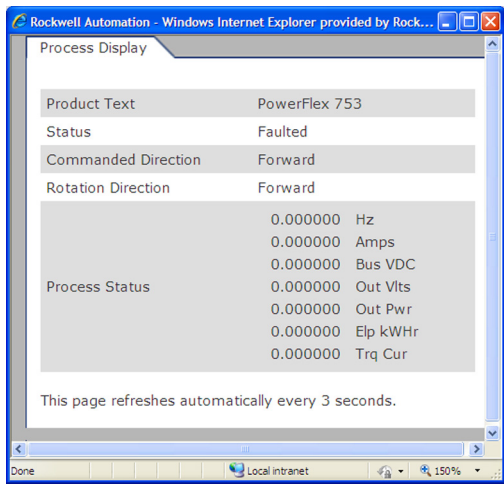 Rockwell Automation - Windows Internet Explorer provided by Rock...
Process Display
Product Text PowerFlex 753
Status Faulted
Commanded Direction Forward
Rotation Direction Forward
Process Status
0.000000 Hz
0.000000 Amps
0.000000 Bus VDC
0.000000 Out Vlts
0.000000 Out Pwr
0.000000 Elp kWHr
0.000000 Trq Cur
This page refreshes automatically every 3 seconds.
Done Local intranet 150%